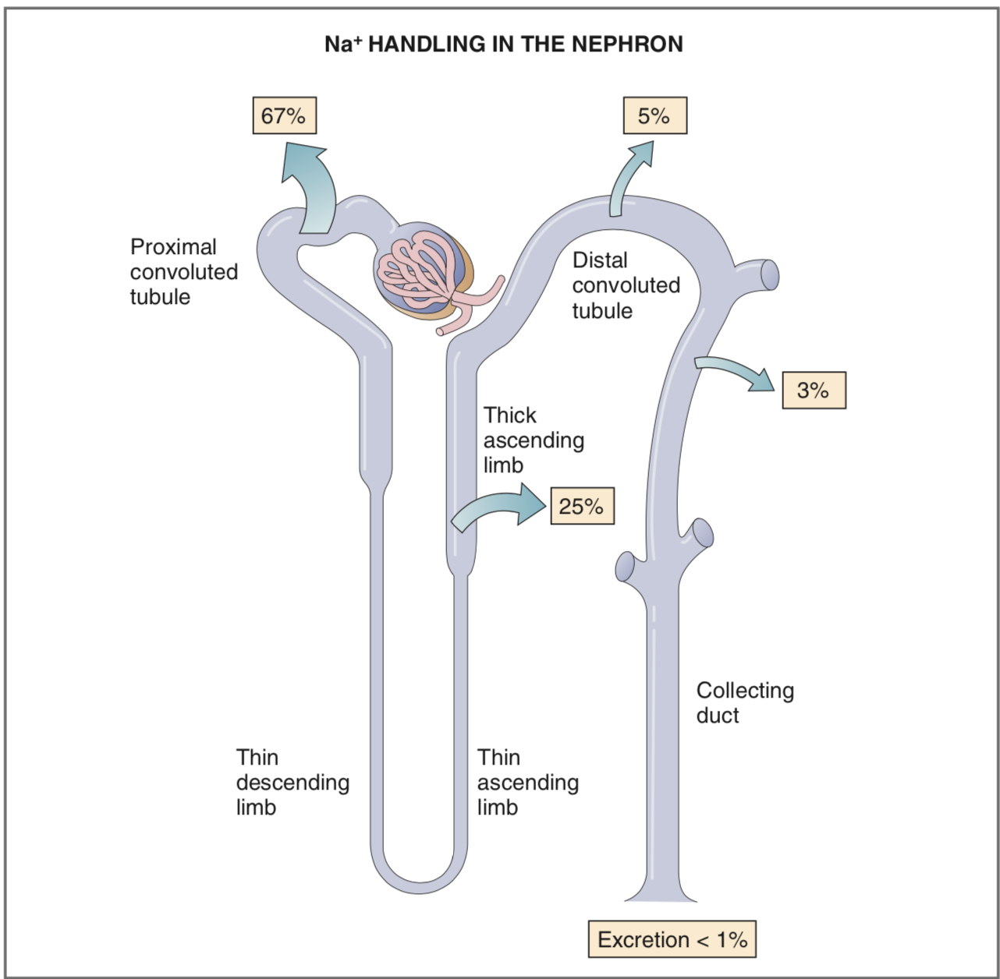 Na⁺ HANDLING IN THE NEPHRON
67%
5%
Proximal
convoluted
tubule
Distal
convoluted
tubule
3%
Thick
ascending
limb
25%
Collecting
duct
Thin
descending
limb
Thin
ascending
limb
Excretion < 1%